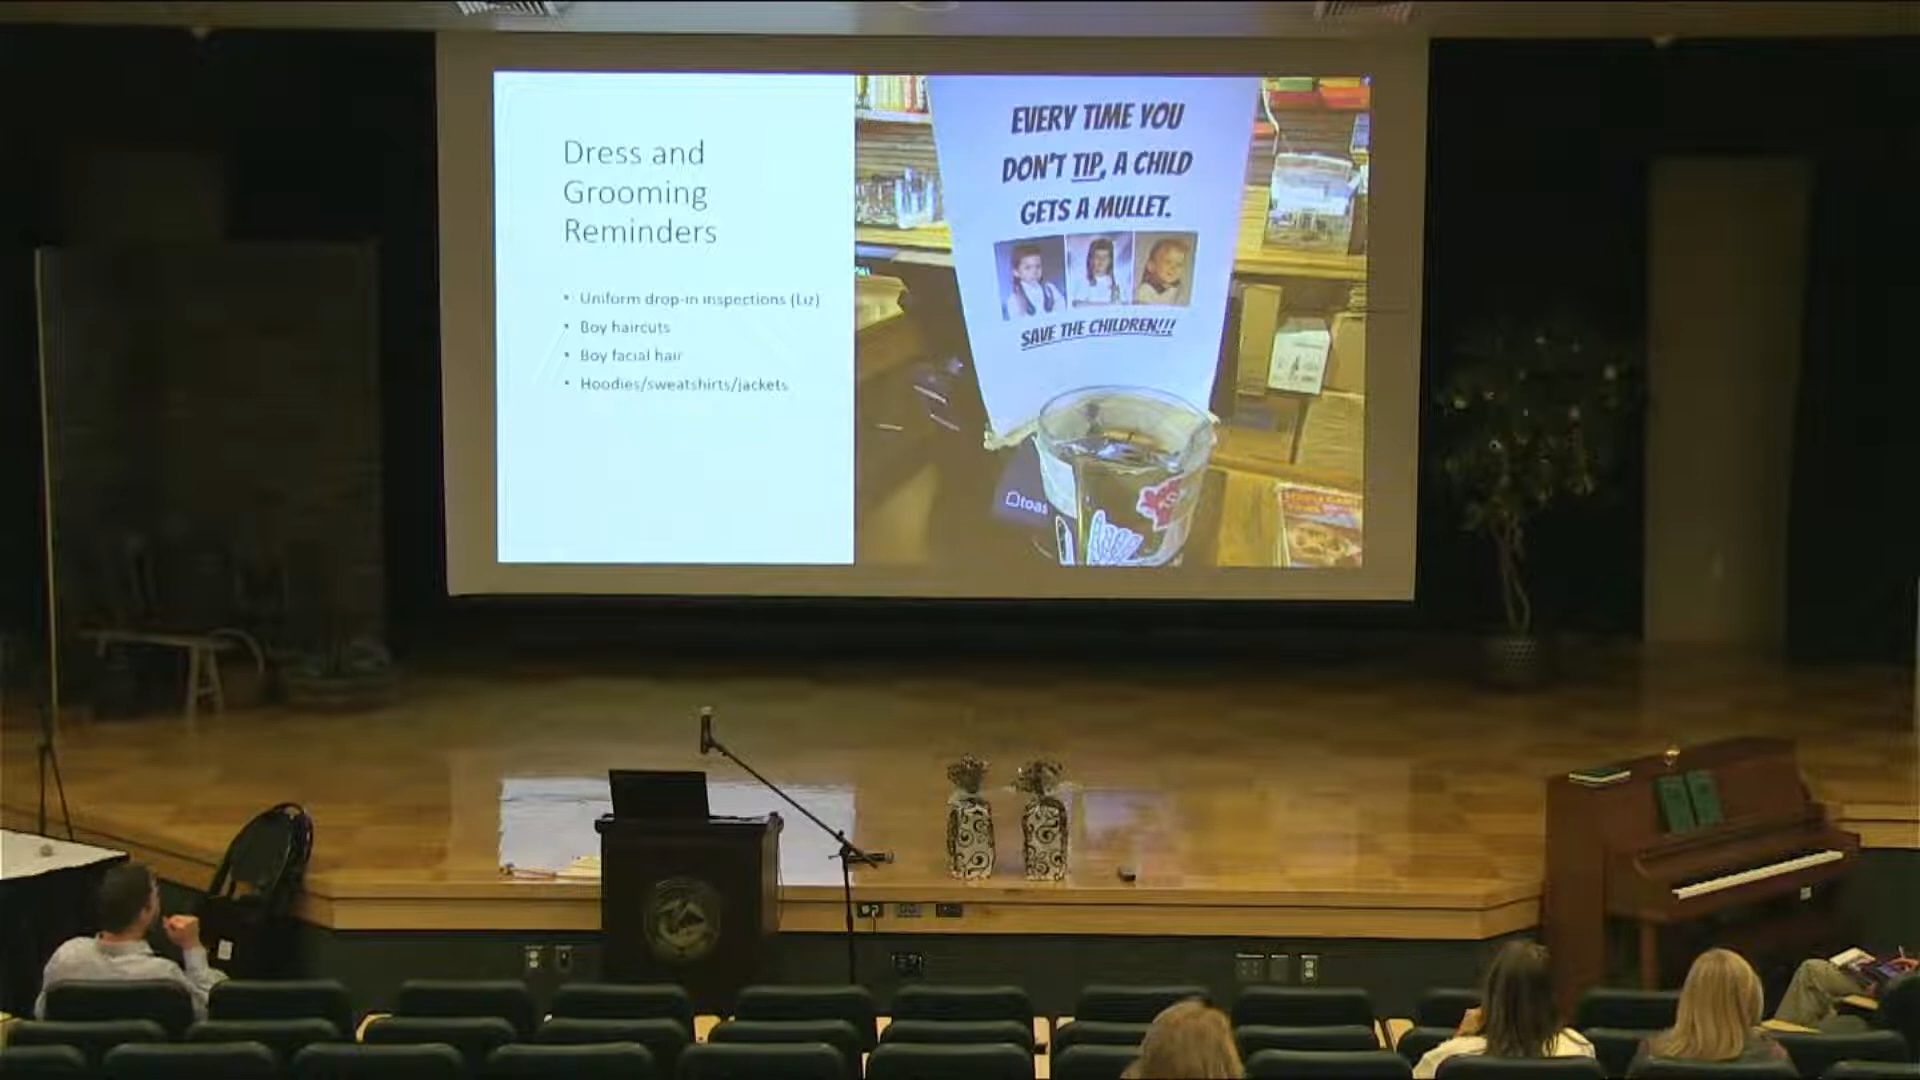 Dress and
Grooming
Reminders
• Uniform drop-in inspections (Liz)
• Boy haircuts
• Boy facial hair
• Hoodies/sweatshirts/jackets
EVERY TIME YOU
DON'T TIP, A CHILD
GETS A MULLET.
SAVE THE CHILDREN!!!
toas